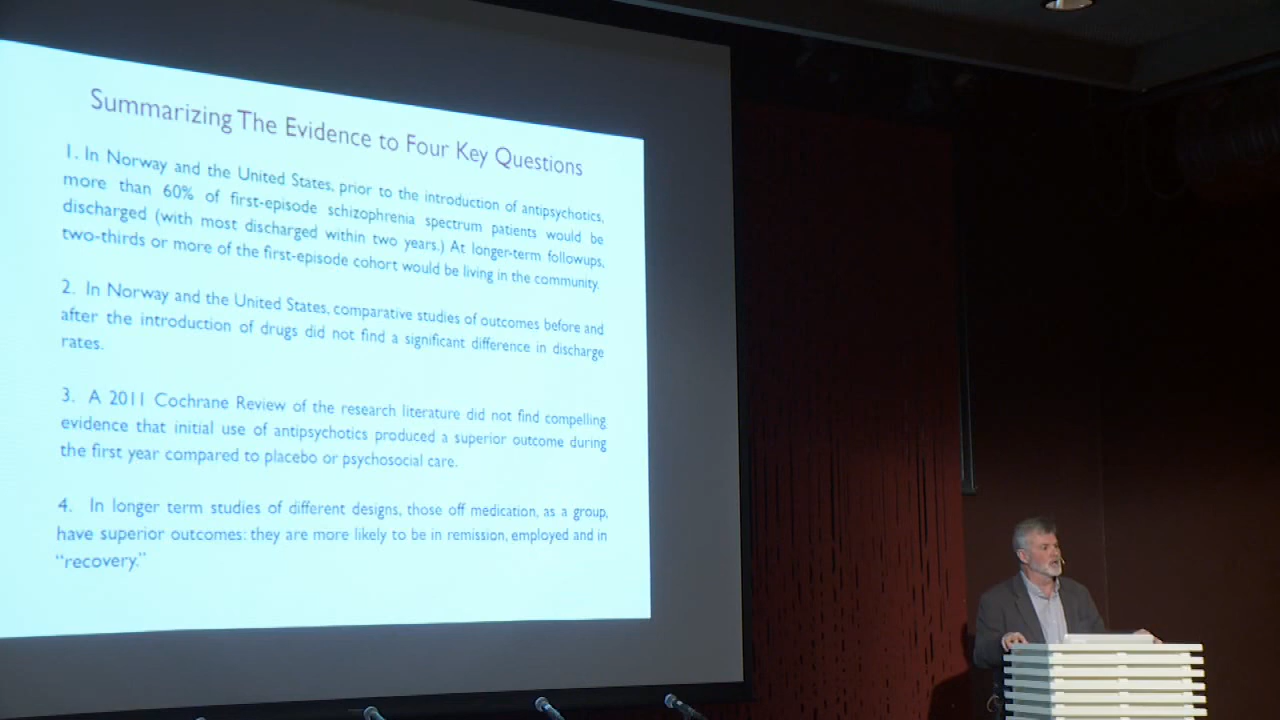 Summarizing The Evidence to Four Key Questions
1. In Norway and the United States, prior to the introduction of antipsychotics,
more than 60% of first-episode schizophrenia spectrum patients would be
discharged (with most discharged within two years.) At longer-term followups,
two-thirds or more of the first-episode cohort would be living in the community.
2. In Norway and the United States, comparative studies of outcomes before and
after the introduction of drugs did not find a significant difference in discharge
rates.
3. A 2011 Cochrane Review of the research literature did not find compelling
evidence that initial use of antipsychotics produced a superior outcome during
the first year compared to placebo or psychosocial care.
4. In longer term studies of different designs, those off medication, as a group,
have superior outcomes: they are more likely to be in remission, employed and in
“recovery.”